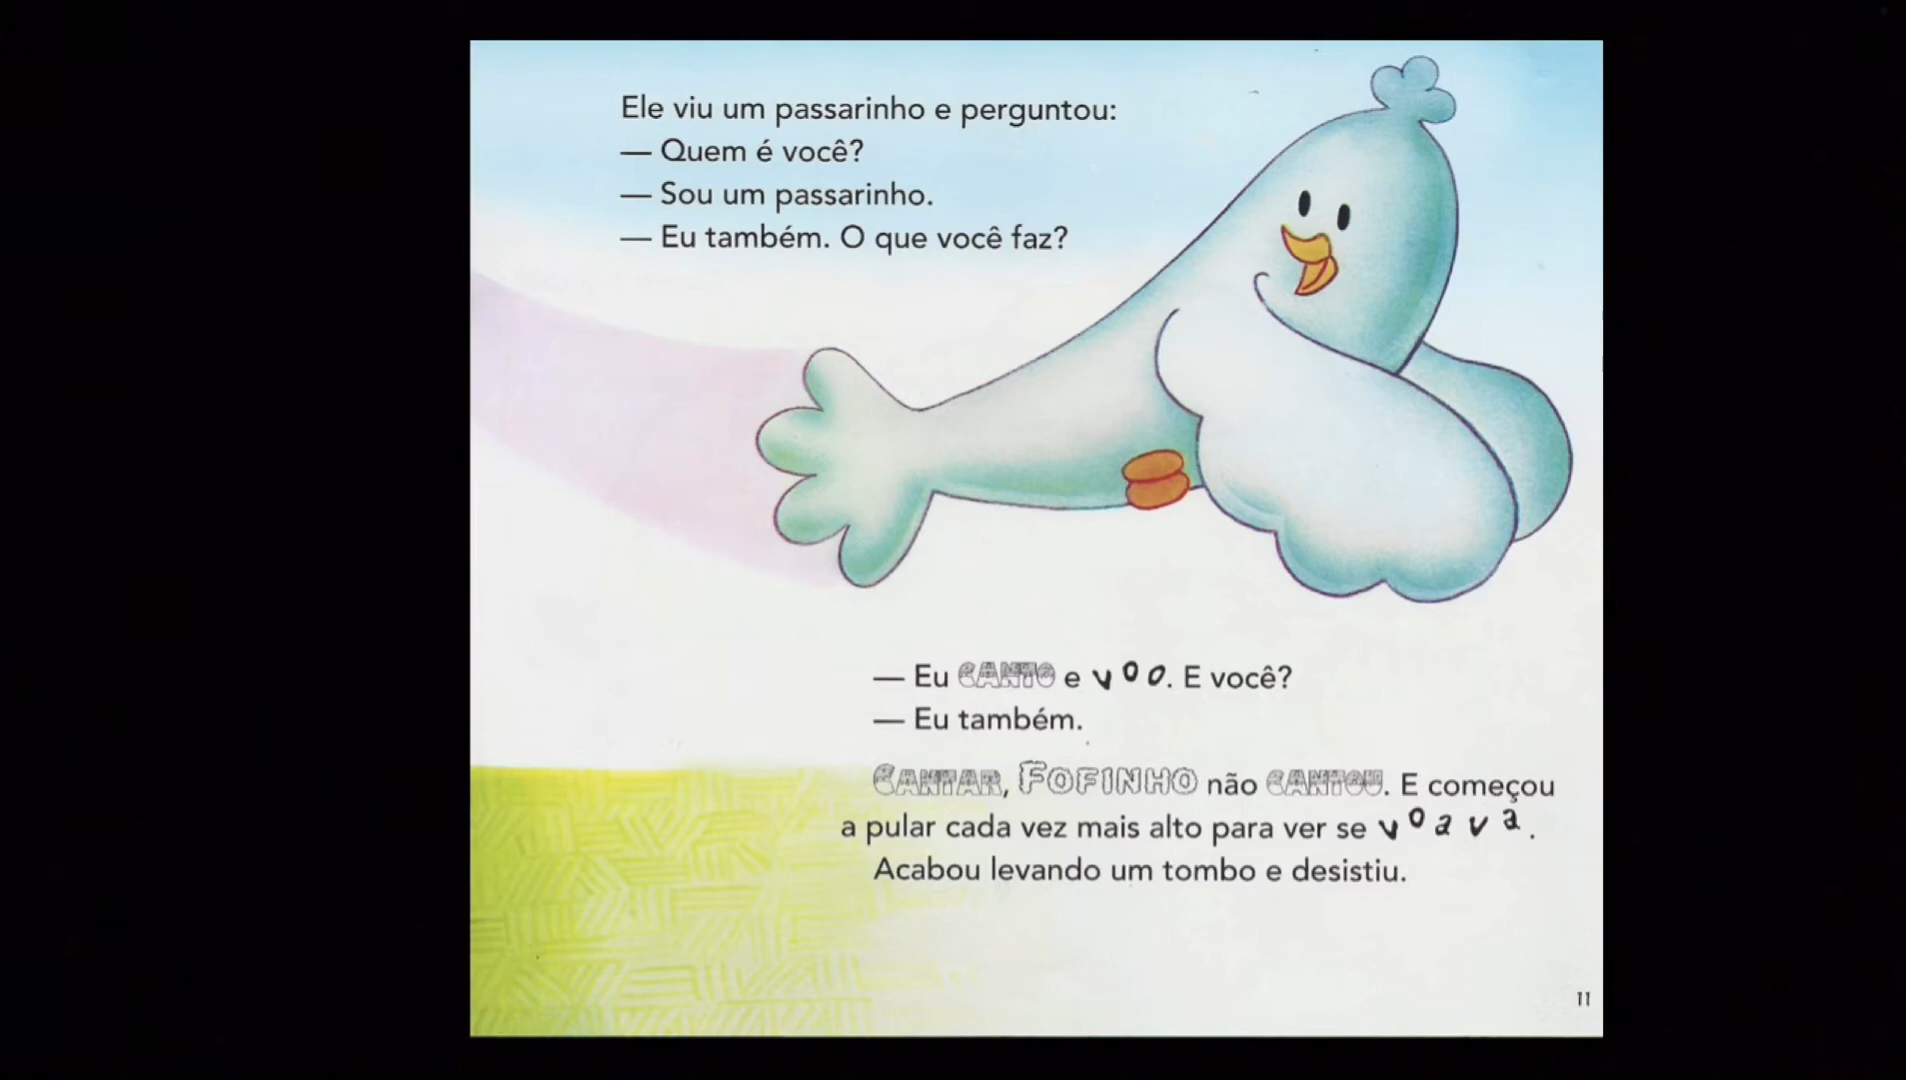 Ele viu um passarinho e perguntou:
— Quem é você?
— Sou um passarinho.
— Eu também. O que você faz?
— Eu CANTO e voo. E você?
— Eu também.
CANTAR, FOFINHO não CANTOU. E começou
a pular cada vez mais alto para ver se voava.
Acabou levando um tombo e desistiu.
11